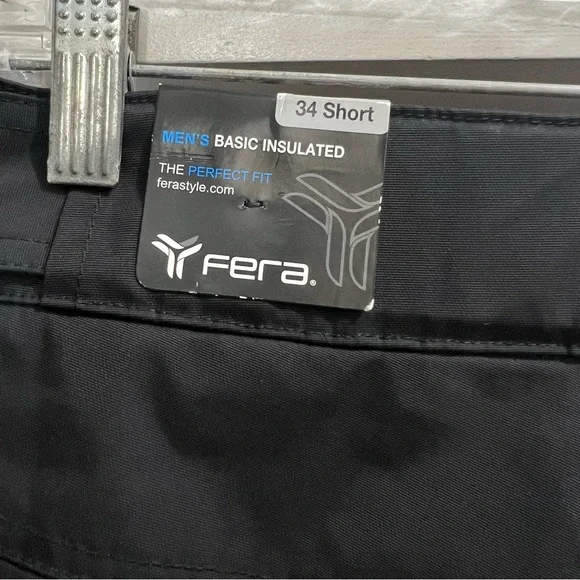 34 Short
MEN'S BASIC INSULATED
THE PERFECT FIT
ferastyle.com
Fera®